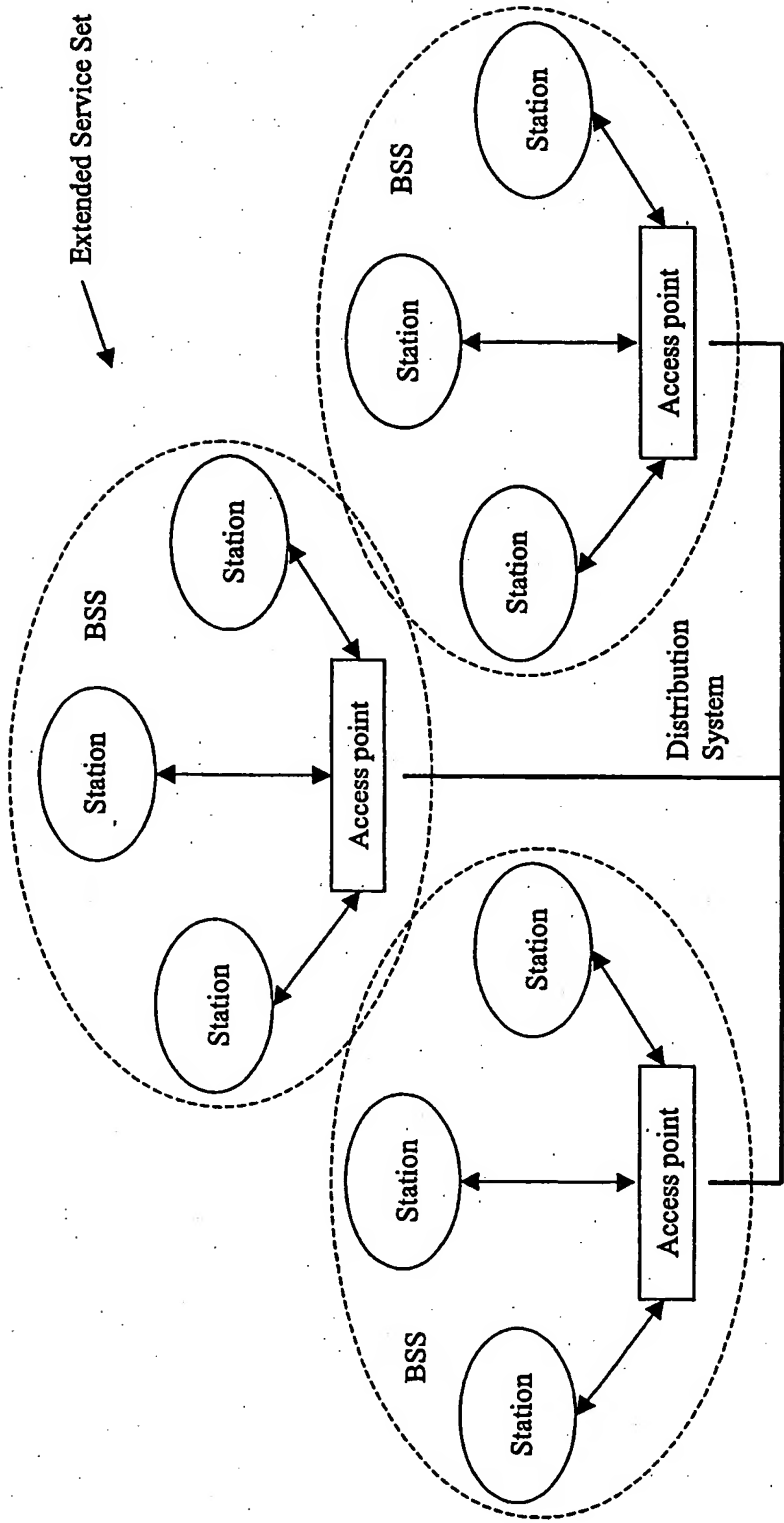 Extended Service Set
BSS
Station
Station
Station
Access point
BSS
Station
Station
Station
Access point
BSS
Station
Station
Station
Access point
Distribution
System